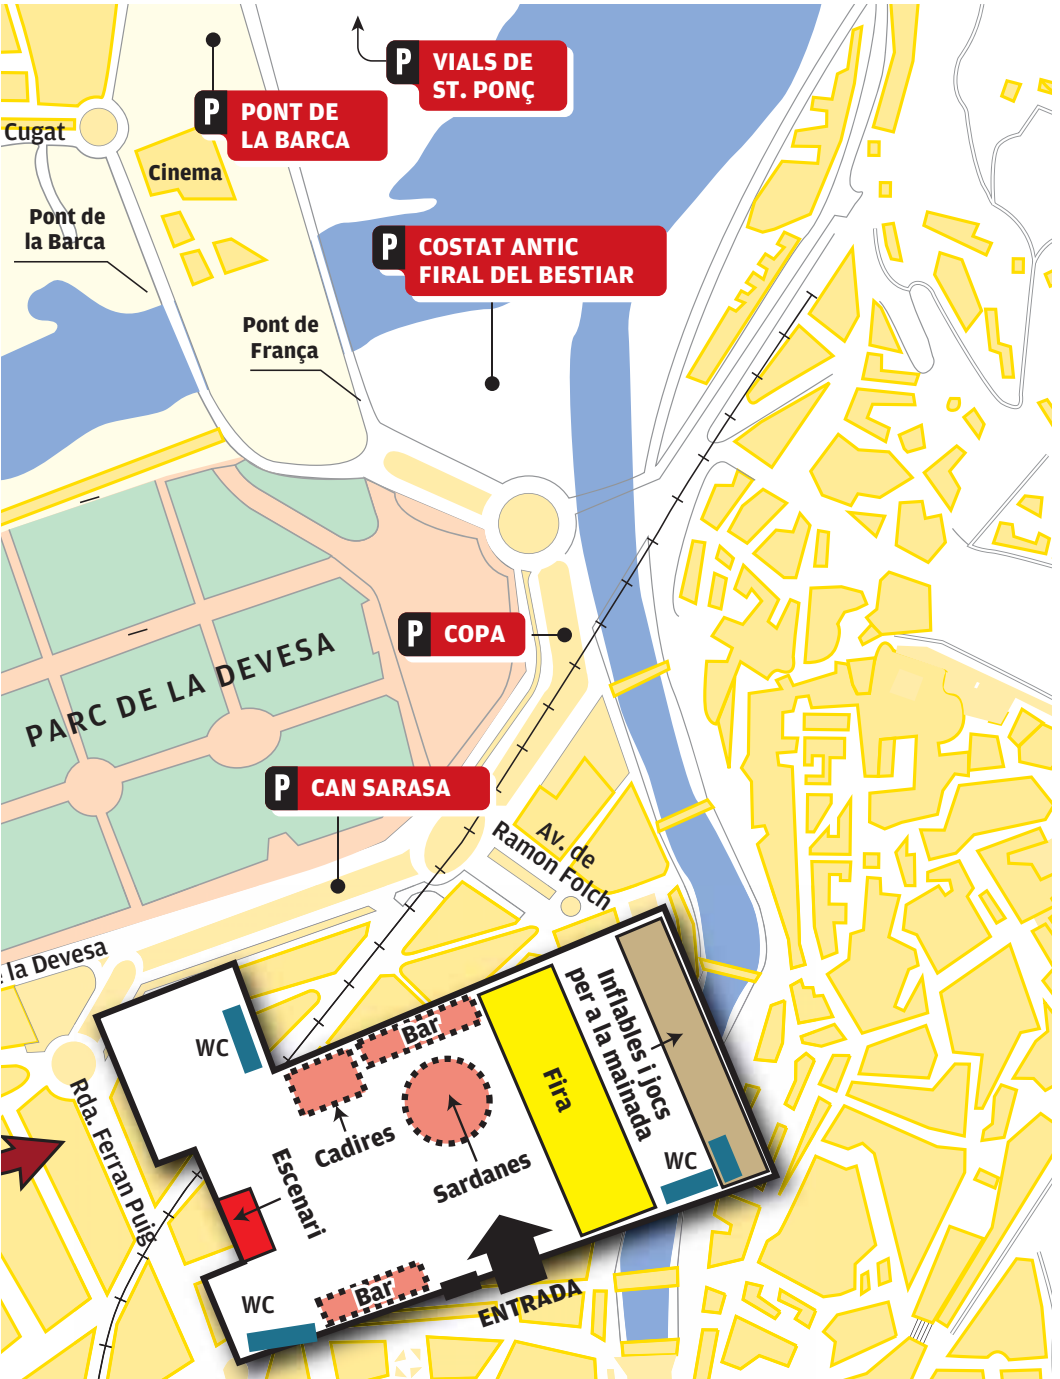 P VIALS DE
ST. PONÇ
P PONT DE
LA BARCA
Cugat
Cinema
Pont de
la Barca
P COSTAT ANTIC
FIRAL DEL BESTIAR
Pont de
França
P COPA
PARC DE LA DEVESA
P CAN SARASA
Av. de
Ramon Folch
la Devesa
Inflables i jocs
per a la mainada
WC
Bar
Fira
Rda. Ferran Puig
Cadires
Escenari
Sardanes
WC
WC
Bar
ENTRADA